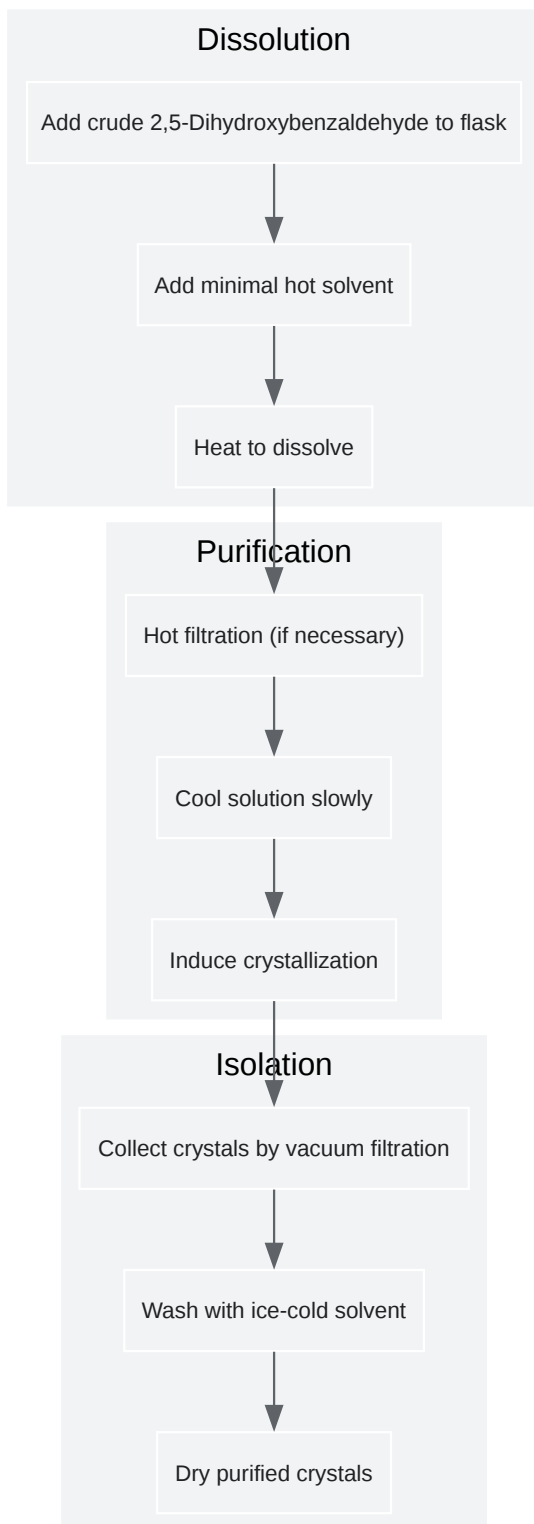 Dissolution
Add crude 2,5-Dihydroxybenzaldehyde to flask
Add minimal hot solvent
Heat to dissolve
Purification
Hot filtration (if necessary)
Cool solution slowly
Induce crystallization
Isolation
Collect crystals by vacuum filtration
Wash with ice-cold solvent
Dry purified crystals